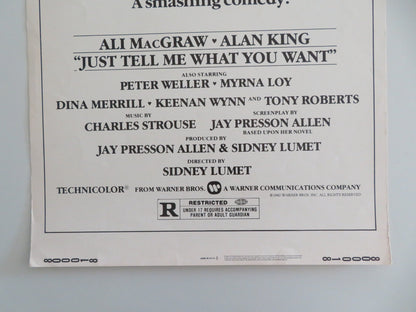 A smashing comedy!
ALI MACGRAW • ALAN KING
"JUST TELL ME WHAT YOU WANT"
ALSO STARRING
PETER WELLER • MYRNA LOY
DINA MERRILL • KEENAN WYNN AND TONY ROBERTS
MUSIC BY
CHARLES STROUSE
SCREENPLAY BY
JAY PRESSON ALLEN
BASED UPON HER NOVEL
PRODUCED BY
JAY PRESSON ALLEN & SIDNEY LUMET
DIRECTED BY
SIDNEY LUMET
TECHNICOLOR® FROM WARNER BROS. A WARNER COMMUNICATIONS COMPANY
R RESTRICTED
UNDER 17 REQUIRES ACCOMPANYING
PARENT OR ADULT GUARDIAN